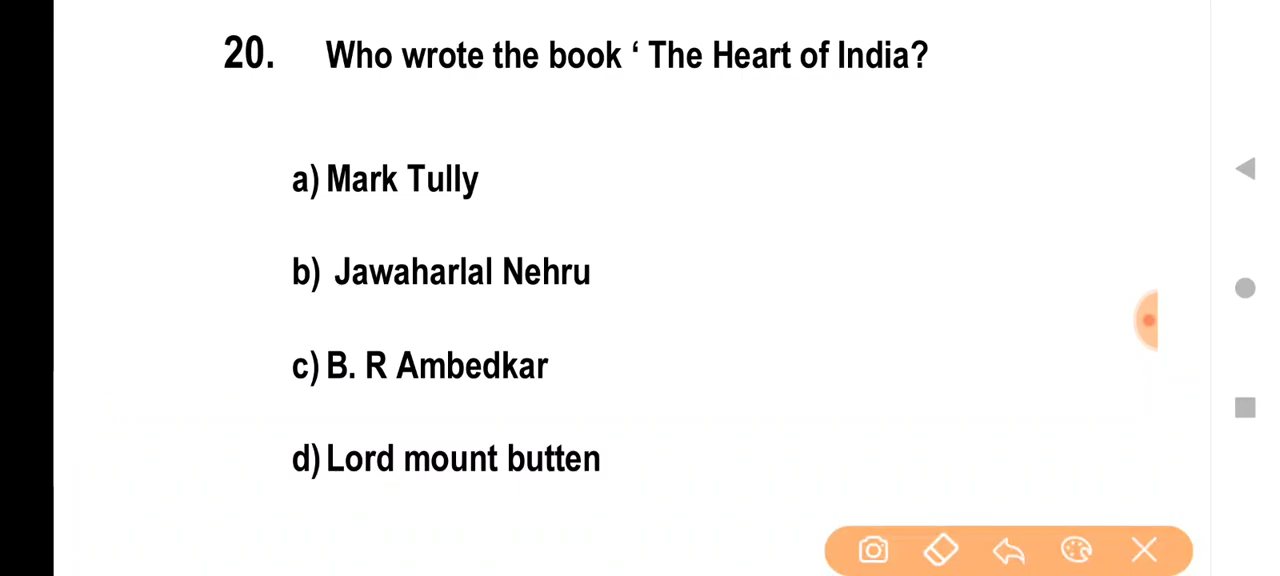 20. Who wrote the book ‘ The Heart of India?
a) Mark Tully
b) Jawaharlal Nehru
c) B. R Ambedkar
d) Lord mount butten